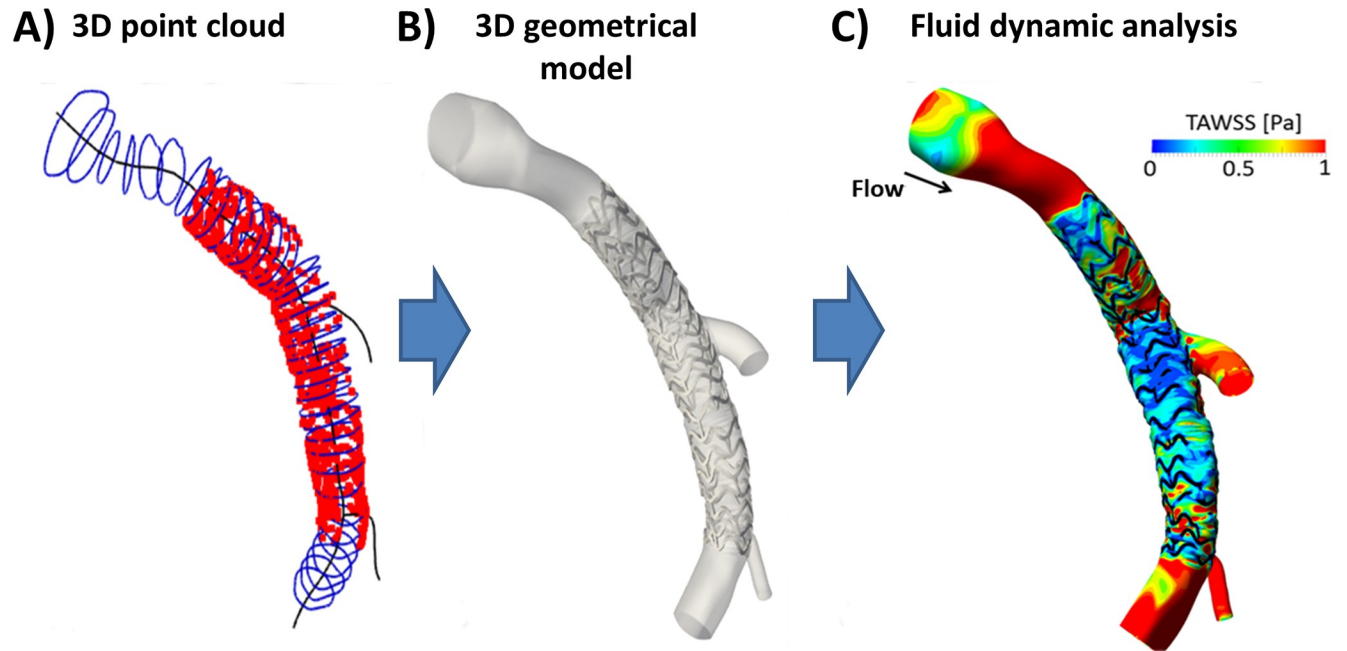 A) 3D point cloud
B) 3D geometrical
model
C) Fluid dynamic analysis
TAWSS [Pa]
0 0.5 1
Flow